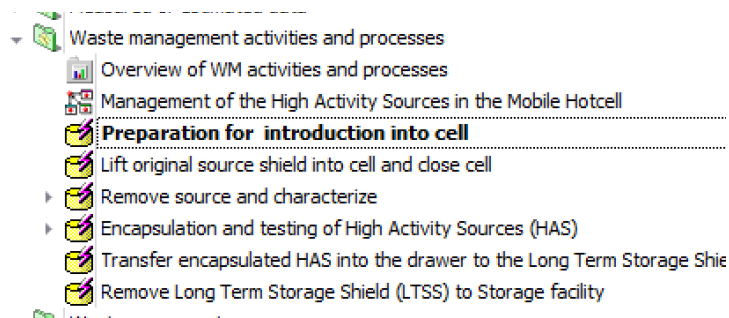 Waste management activities and processes
Overview of WM activities and processes
Management of the High Activity Sources in the Mobile Hotcell
Preparation for introduction into cell
Lift original source shield into cell and close cell
Remove source and characterize
Encapsulation and testing of High Activity Sources (HAS)
Transfer encapsulated HAS into the drawer to the Long Term Storage Shie
Remove Long Term Storage Shield (LTSS) to Storage facility